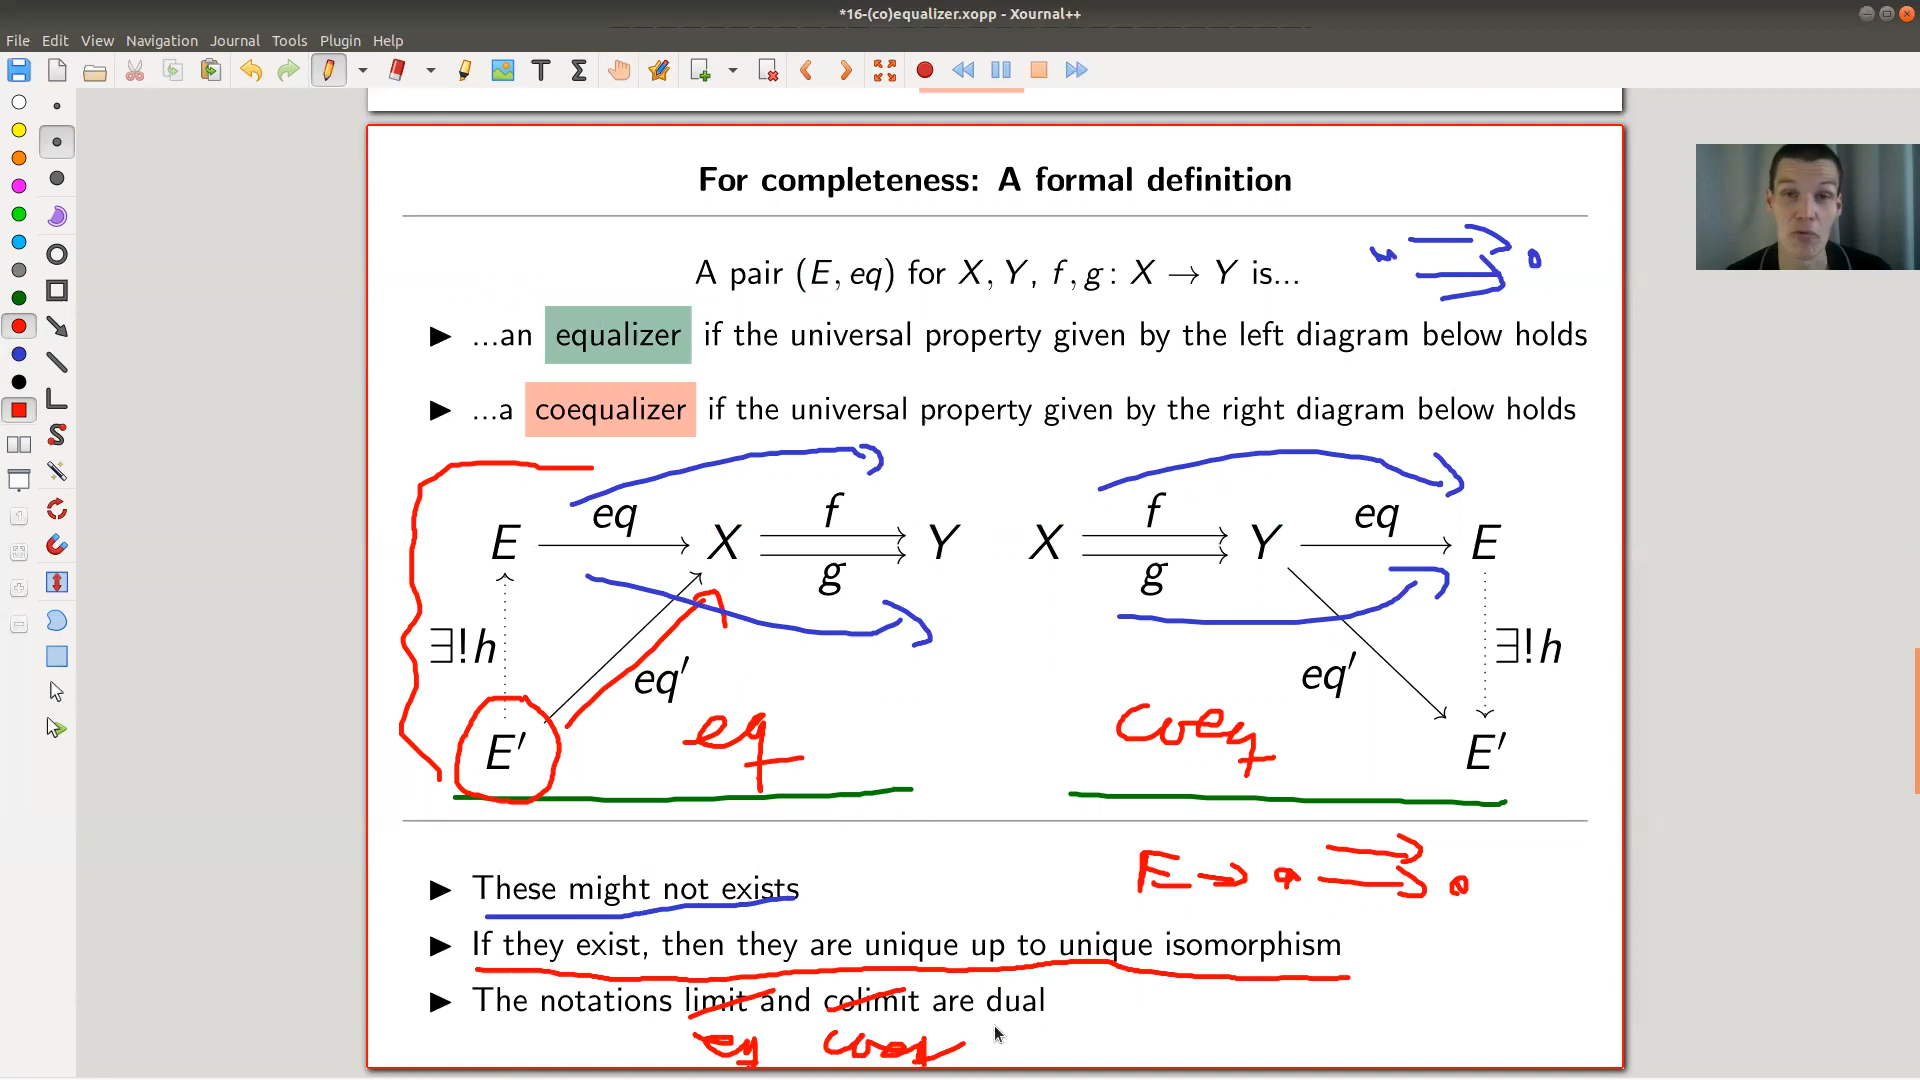 *16-(co)equalizer.xopp - Xournal++
File Edit View Navigation Journal Tools Plugin Help
For completeness: A formal definition
A pair (E, eq) for X, Y, f, g: X → Y is...
► ...an equalizer if the universal property given by the left diagram below holds
► ...a coequalizer if the universal property given by the right diagram below holds
E eq X f g Y
∃!h eq′
E′
eq
X f g Y eq E
eq′ ∃!h
E′
coeq
E →
► These might not exists
► If they exist, then they are unique up to unique isomorphism
► The notations limit and colimit are dual
eq coeq